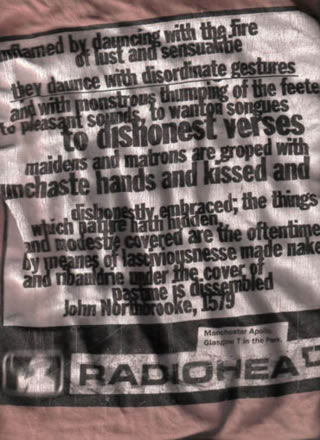 inflamed by dauncing with the fire
of lust and sensualitie
they daunce with disordinate gestures
and with monstrous thumping of the feete
to pleasant sounds, to wanton songues
to dishonest verses
maidens and matrons are groped with
unchaste hands and kissed and
dishonestly embraced; the things
which nature hath hidden
and modestie covered are the oftentime
by meanes of lasciviousnesse made nake
and ribauldrie under the cover of
pastime is dissembled
John Northbrooke, 1579
Manchester Apollo,
Glasgow T in the Park,
RADIOHEAD